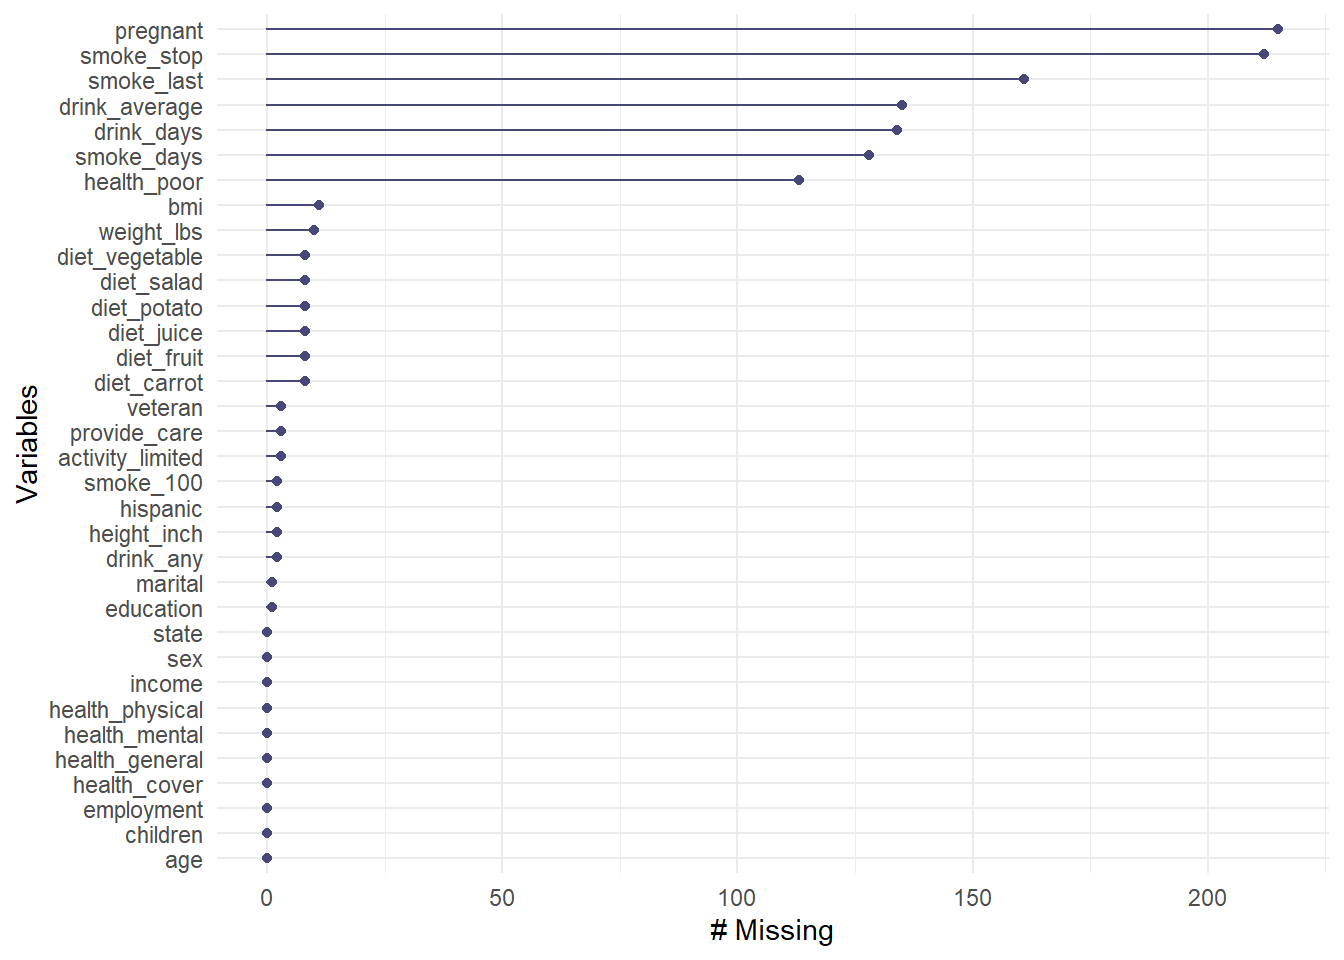 pregnant
smoke_stop
smoke_last
drink_average
drink_days
smoke_days
health_poor
bmi
weight_lbs
diet_vegetable
diet_salad
diet_potato
diet_juice
diet_fruit
diet_carrot
veteran
provide_care
activity_limited
smoke_100
hispanic
height_inch
drink_any
marital
education
state
sex
income
health_physical
health_mental
health_general
health_cover
employment
children
age
Variables
0 50 100 150 200
# Missing